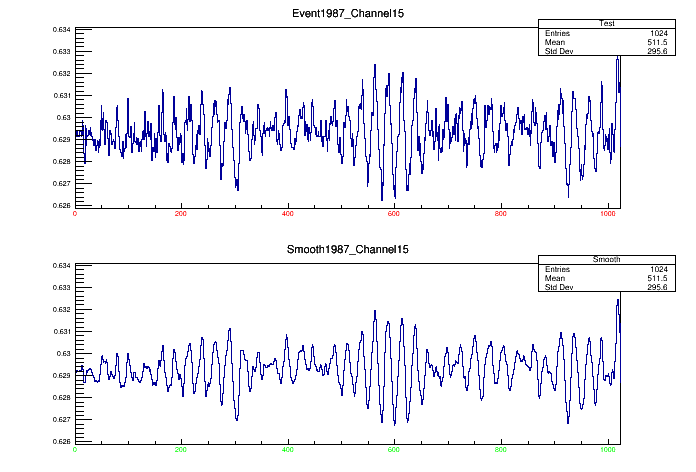 Event1987_Channel15
Test
Entries 1024
Mean 511.5
Std Dev 295.6
0.634
0.633
0.632
0.631
0.63
0.629
0.628
0.627
0.626
0 200 400 600 800 1000
Smooth1987_Channel15
Smooth
Entries 1024
Mean 511.5
Std Dev 295.6
0.634
0.633
0.632
0.631
0.63
0.629
0.628
0.627
0.626
0 200 400 600 800 1000